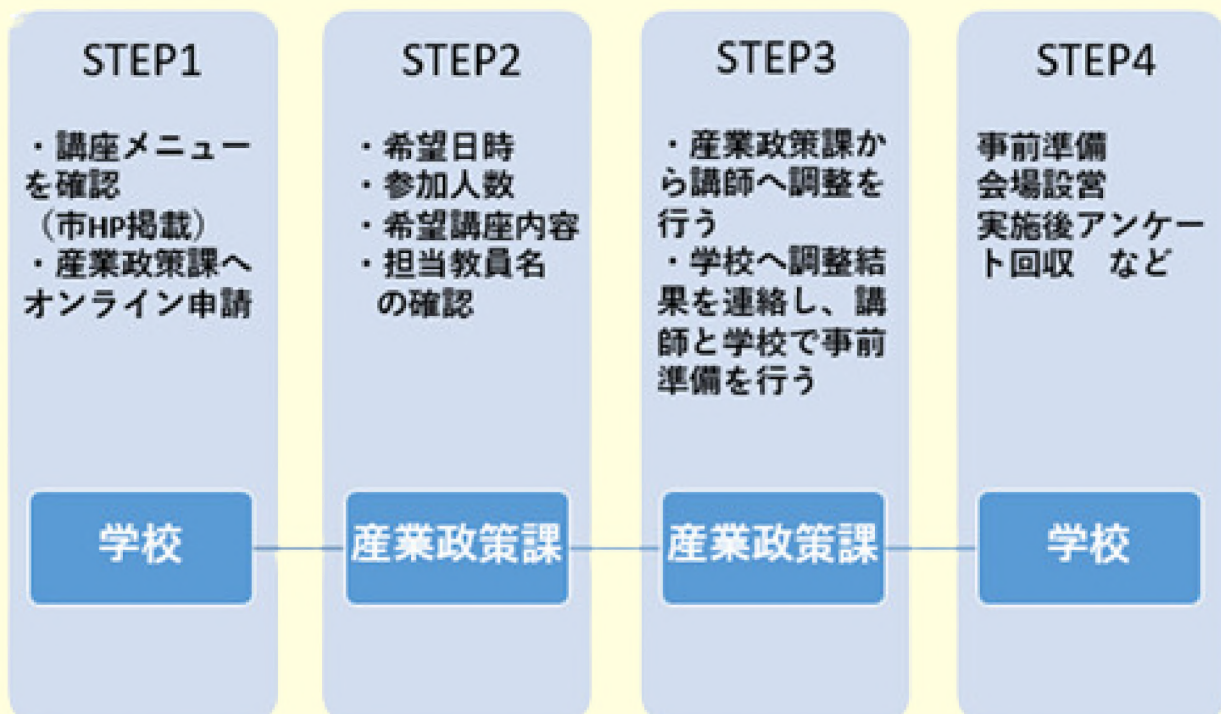 STEP1
・講座メニュー
を確認
（市HP掲載）
・産業政策課へ
オンライン申請
学校
STEP2
・希望日時
・参加人数
・希望講座内容
・担当教員名
の確認
産業政策課
STEP3
・産業政策課か
ら講師へ調整を
行う
・学校へ調整結
果を連絡し、講
師と学校で事前
準備を行う
産業政策課
STEP4
事前準備
会場設営
実施後アンケー
ト回収　など
学校